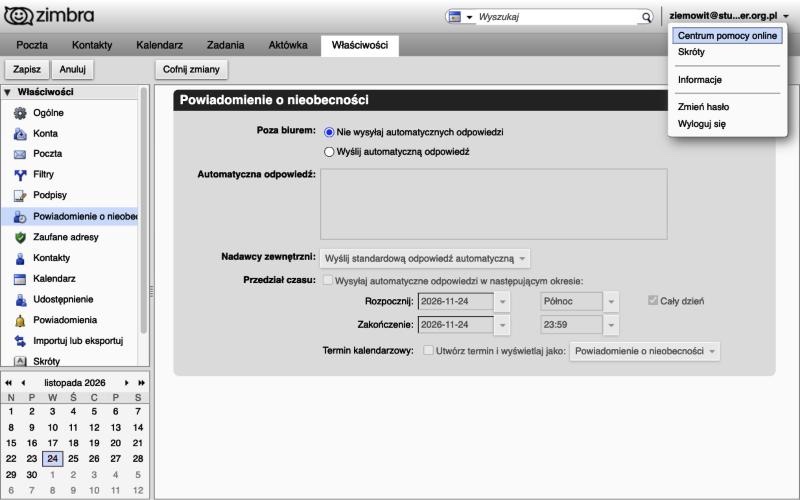 zimbra
Wyszukaj
ziemowit@stu...er.org.pl
Poczta Kontakty Kalendarz Zadania Aktówka Właściwości
Centrum pomocy online
Skróty
Informacje
Zmień hasło
Wyloguj się
Zapisz Anuluj Cofnij zmiany
Właściwości
Ogólne
Konta
Poczta
Filtry
Podpisy
Powiadomienie o nieobec
Zaufane adresy
Kontakty
Kalendarz
Udostępnienie
Powiadomienia
Importuj lub eksportuj
Skróty
Powiadomienie o nieobecności
Poza biurem: Nie wysyłaj automatycznych odpowiedzi
Wyślij automatyczną odpowiedź
Automatyczna odpowiedź:
Nadawcy zewnętrzni: Wyślij standardową odpowiedź automatyczną
Przedział czasu: Wysyłaj automatyczne odpowiedzi w następującym okresie:
Rozpocznij: 2026-11-24 Północ Cały dzień
Zakończenie: 2026-11-24 23:59
Termin kalendarzowy: Utwórz termin i wyświetlaj jako: Powiadomienie o nieobecności
listopada 2026
N P W Ś C P S
1 2 3 4 5 6 7
8 9 10 11 12 13 14
15 16 17 18 19 20 21
22 23 24 25 26 27 28
29 30 1 2 3 4 5
6 7 8 9 10 11 12